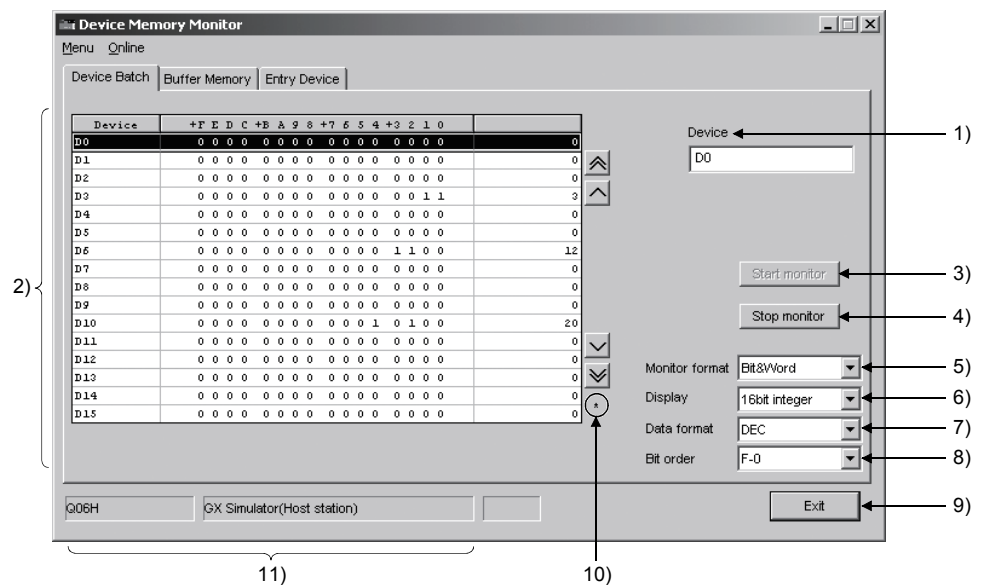 Device Memory Monitor
Menu Online
Device Batch Buffer Memory Entry Device
Device +F E D C +B A 9 8 +7 6 5 4 +3 2 1 0
D0 0 0 0 0 0 0 0 0 0 0 0 0 0 0 0 0 0
D1 0 0 0 0 0 0 0 0 0 0 0 0 0 0 0 0 0
D2 0 0 0 0 0 0 0 0 0 0 0 0 0 0 0 0 0
D3 0 0 0 0 0 0 0 0 0 0 0 0 0 0 1 1 3
D4 0 0 0 0 0 0 0 0 0 0 0 0 0 0 0 0 0
D5 0 0 0 0 0 0 0 0 0 0 0 0 0 0 0 0 0
D6 0 0 0 0 0 0 0 0 0 0 0 0 1 1 0 0 12
D7 0 0 0 0 0 0 0 0 0 0 0 0 0 0 0 0 0
D8 0 0 0 0 0 0 0 0 0 0 0 0 0 0 0 0 0
D9 0 0 0 0 0 0 0 0 0 0 0 0 0 0 0 0 0
D10 0 0 0 0 0 0 0 0 0 0 0 1 0 1 0 0 20
D11 0 0 0 0 0 0 0 0 0 0 0 0 0 0 0 0 0
D12 0 0 0 0 0 0 0 0 0 0 0 0 0 0 0 0 0
D13 0 0 0 0 0 0 0 0 0 0 0 0 0 0 0 0 0
D14 0 0 0 0 0 0 0 0 0 0 0 0 0 0 0 0 0
D15 0 0 0 0 0 0 0 0 0 0 0 0 0 0 0 0 0
*
2)
Device 1)
D0
Start monitor 3)
Stop monitor 4)
Monitor format Bit&Word 5)
Display 16bit integer 6)
Data format DEC 7)
Bit order F-0 8)
Q06H GX Simulator(Host station) Exit 9)
11) 10)